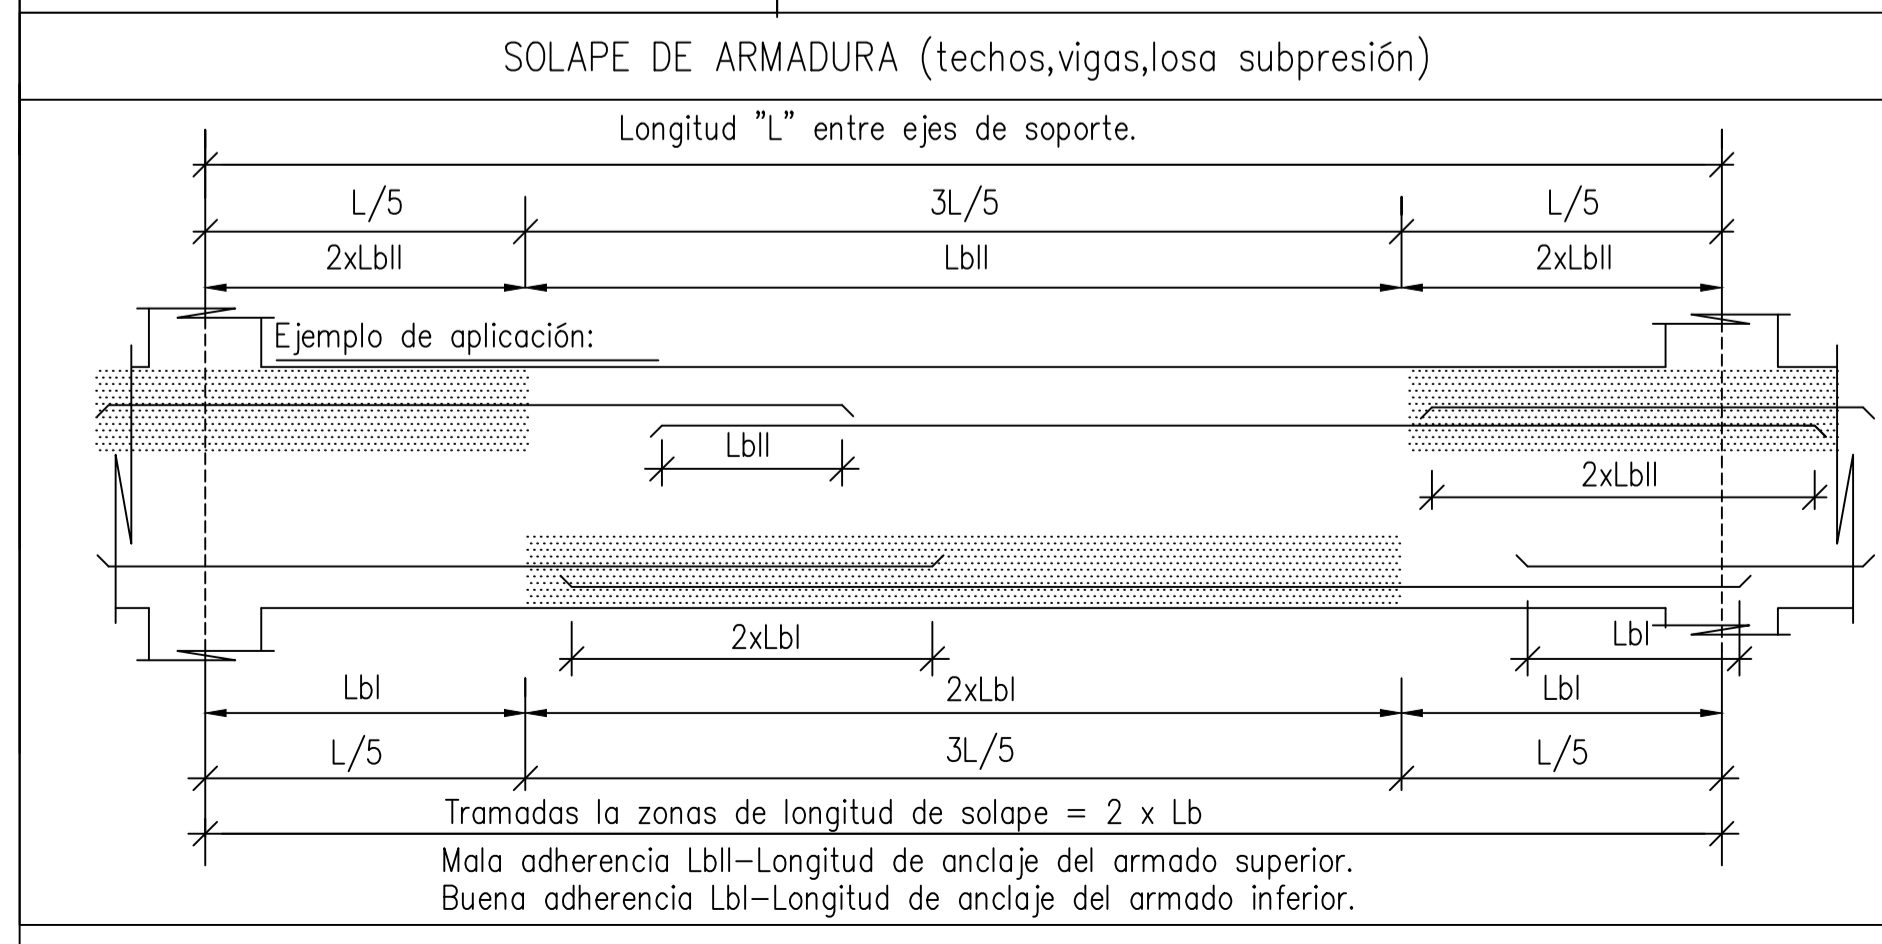 SOLAPE DE ARMADURA (techos,vigas,losa subpresión)
Longitud "L" entre ejes de soporte.
L/5 3L/5 L/5
2xLbII LbII 2xLbII
Ejemplo de aplicación:
LbII
2xLbII
2xLbI LbI
LbI 2xLbI LbI
L/5 3L/5 L/5
Tramadas la zonas de longitud de solape = 2 x Lb
Mala adherencia LbII-Longitud de anclaje del armado superior.
Buena adherencia LbI-Longitud de anclaje del armado inferior.